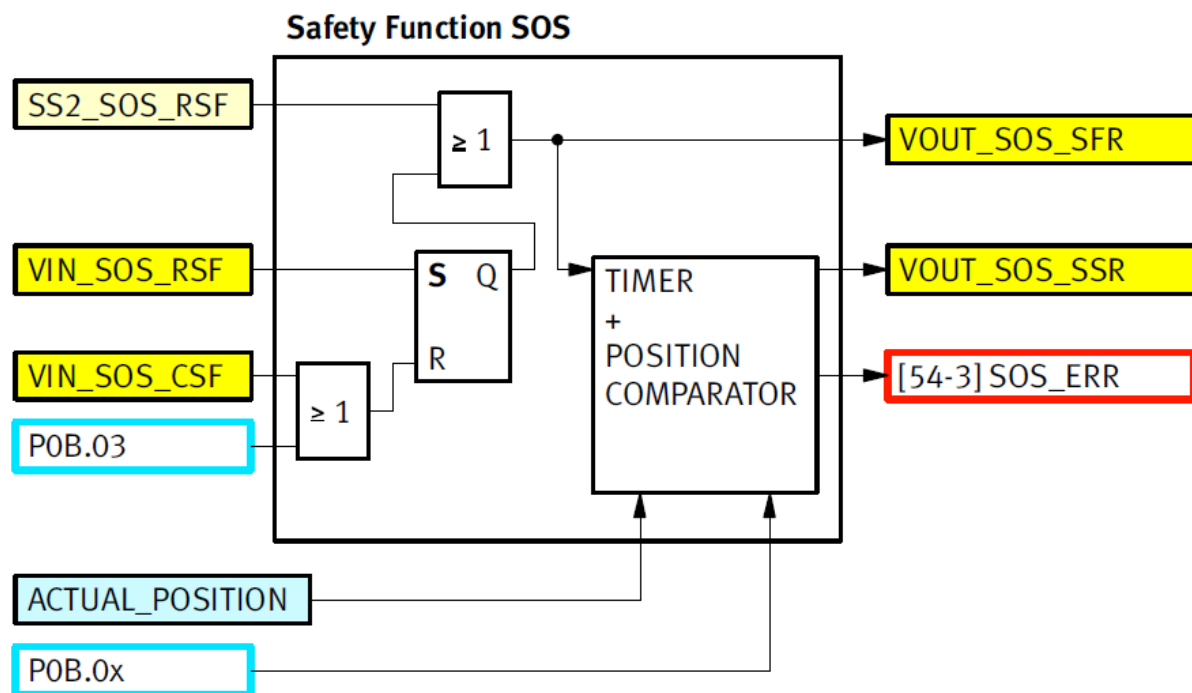 Safety Function SOS
SS2_SOS_RSF
≥ 1
VOUT_SOS_SFR
VIN_SOS_RSF
S Q
R
TIMER
+
POSITION
COMPARATOR
VOUT_SOS_SSR
VIN_SOS_CSF
≥ 1
[54-3] SOS_ERR
P0B.03
ACTUAL_POSITION
P0B.0x